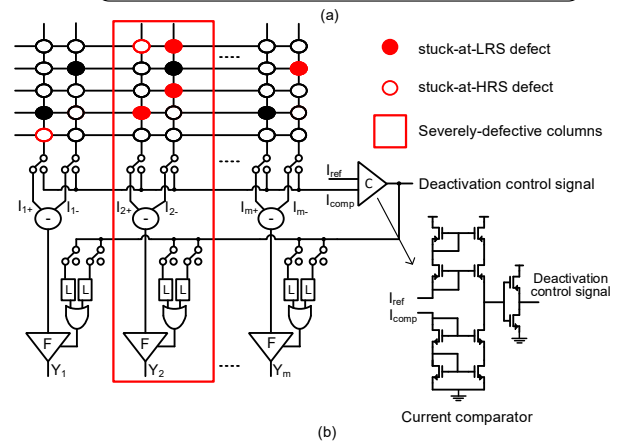 (a)
stuck-at-LRS defect
stuck-at-HRS defect
Severely-defective columns
I1+ I1- I2+ I2- Im+ Im-
Iref
Icomp
C
Deactivation control signal
- - -
L L L L L L
F F F
Y1 Y2 Ym
Iref
Icomp
Deactivation
control signal
Current comparator
(b)